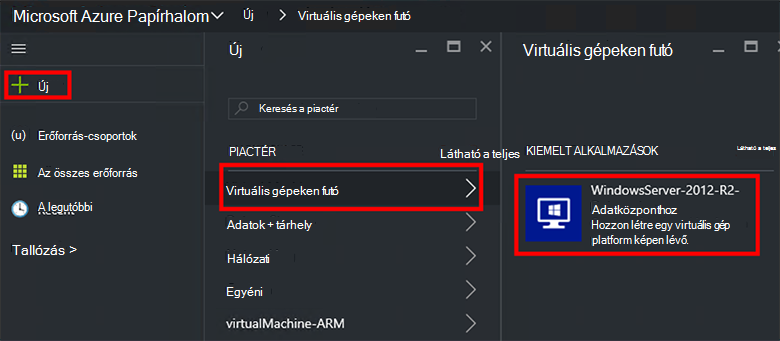 Microsoft Azure Papírhalom Új > Virtuális gépeken futó
Új
Erőforrás-csoportok
Az összes erőforrás
A legutóbbi
Tallózás >
Új
Keresés a piactér
PIACTÉR
Látható a teljes
Virtuális gépeken futó
Adatok + tárhely
Hálózati
Egyéni
virtualMachine-ARM
Virtuális gépeken futó
KIEMELT ALKALMAZÁSOK
Látható a teljes
WindowsServer-2012-R2-
Adatközponthoz
Hozzon létre egy virtuális gép
platform képen lévő.